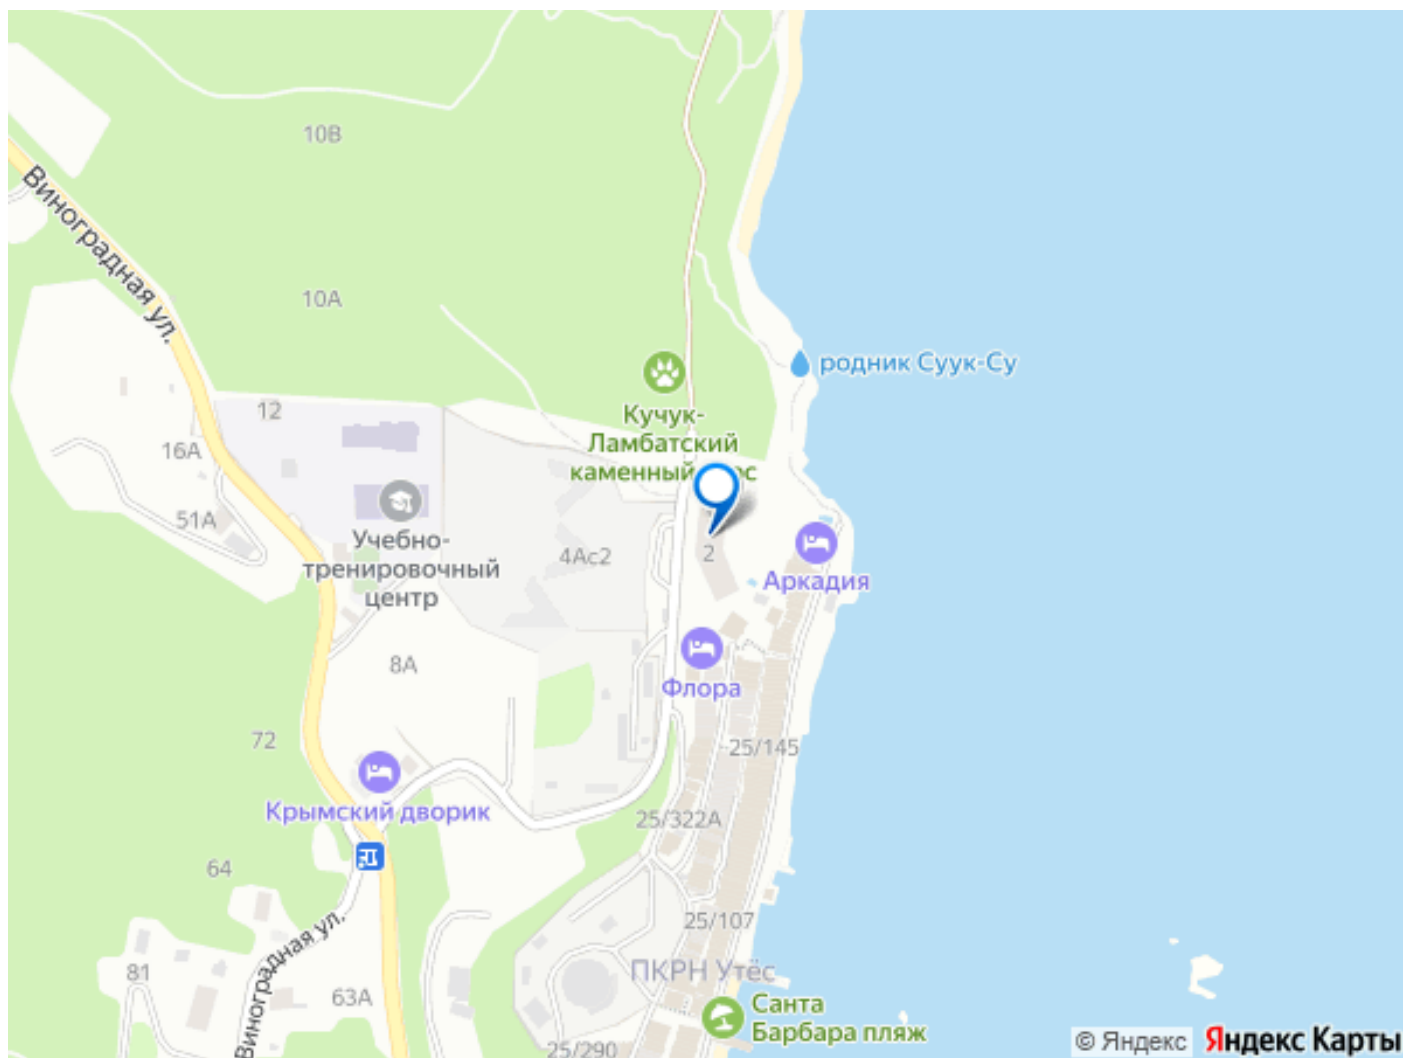 10В
Виноградная ул.
10А
родник Суук-Су
Кучук-
Ламбатский
каменный
12
16А
51А
Учебно-
тренировочный
центр
4Ас2
2
Аркадия
8А
Флора
72
25/145
Крымский дворик
25/322А
64
25/107
Виноградная ул.
81
ПКРН Утёс
63А
Санта
Барбара пляж
25/290
© Яндекс Яндекс Карты